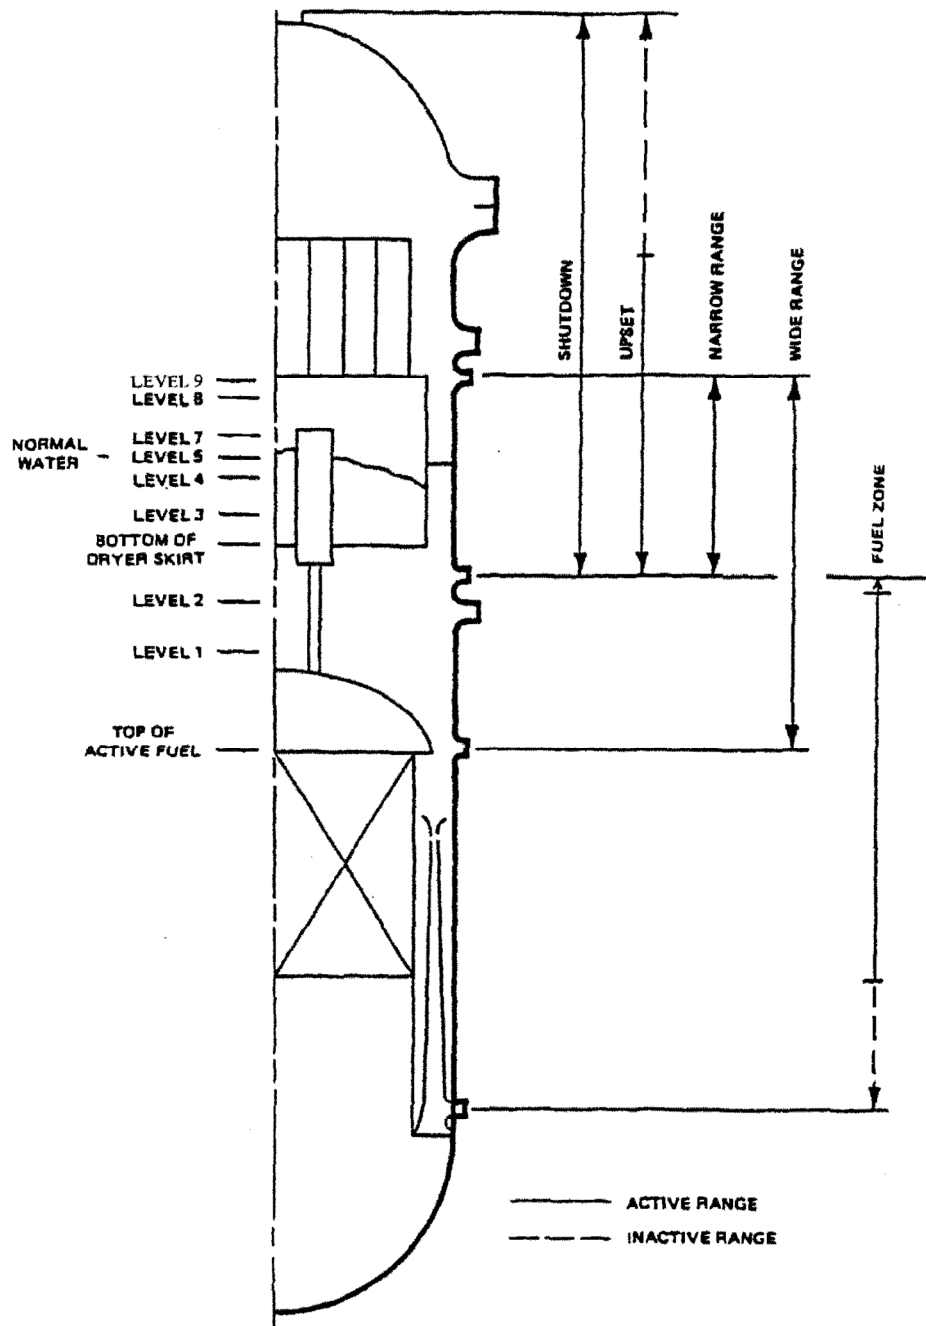 SHUTDOWN
UPSET
NARROW RANGE
WIDE RANGE
LEVEL 9
LEVEL 8
LEVEL 7
NORMAL
WATER
LEVEL 5
LEVEL 4
LEVEL 3
BOTTOM OF
DRYER SKIRT
FUEL ZONE
LEVEL 2
LEVEL 1
TOP OF
ACTIVE FUEL
ACTIVE RANGE
INACTIVE RANGE